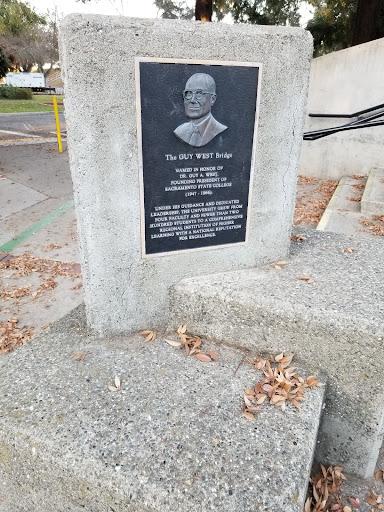 The GUY WEST Bridge
NAMED IN HONOR OF
DR. GUY A. WEST,
FOUNDING PRESIDENT OF
SACRAMENTO STATE COLLEGE
(1947 - 1965).
UNDER HIS GUIDANCE AND DEDICATED
LEADERSHIP, THE UNIVERSITY GREW FROM
FOUR FACULTY AND FEWER THAN TWO
HUNDRED STUDENTS TO A COMPREHENSIVE
REGIONAL INSTITUTION OF HIGHER
LEARNING WITH A NATIONAL REPUTATION
FOR EXCELLENCE.